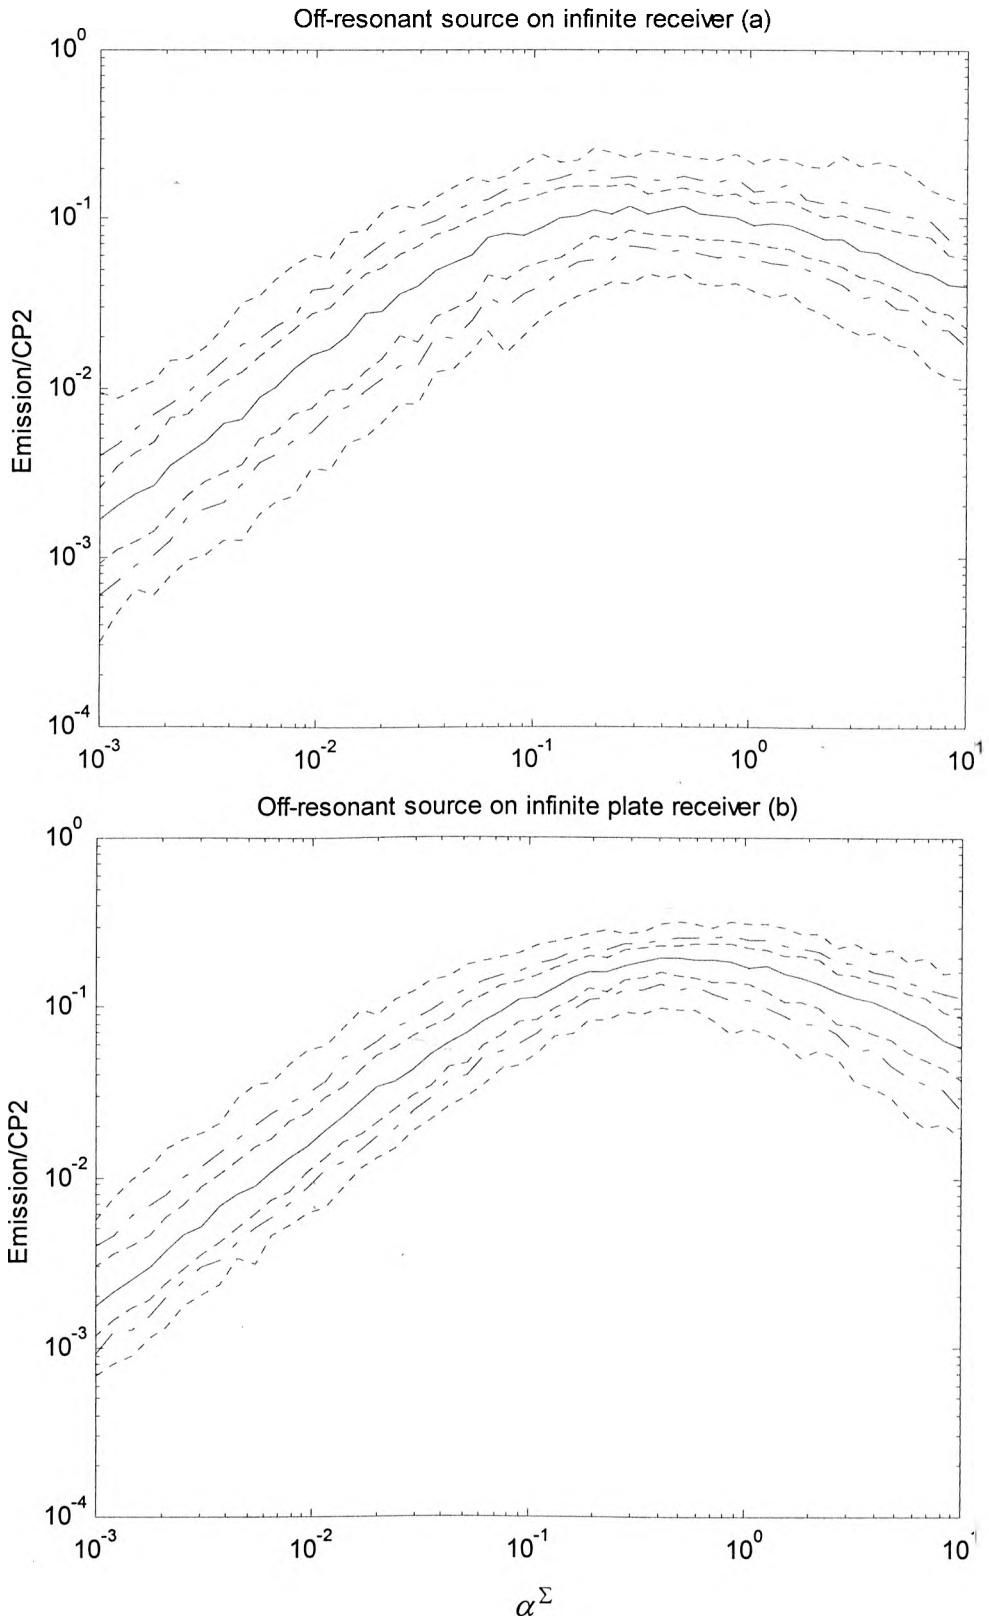 Off-resonant source on infinite receiver (a)
10^0
10^-1
10^-2
10^-3
10^-4
Emission/CP2
10^-3 10^-2 10^-1 10^0 10^1
Off-resonant source on infinite plate receiver (b)
10^0
10^-1
10^-2
10^-3
10^-4
Emission/CP2
10^-3 10^-2 10^-1 10^0 10^1
α^Σ